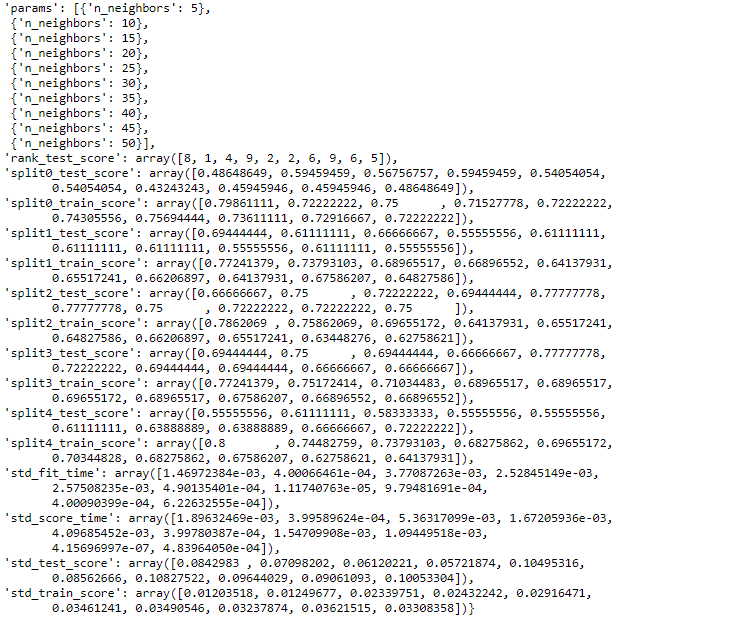 'params': [{'n_neighbors': 5},
{'n_neighbors': 10},
{'n_neighbors': 15},
{'n_neighbors': 20},
{'n_neighbors': 25},
{'n_neighbors': 30},
{'n_neighbors': 35},
{'n_neighbors': 40},
{'n_neighbors': 45},
{'n_neighbors': 50}],
'rank_test_score': array([8, 1, 4, 9, 2, 2, 6, 9, 6, 5]),
'split0_test_score': array([0.48648649, 0.59459459, 0.56756757, 0.59459459, 0.54054054,
0.54054054, 0.43243243, 0.45945946, 0.45945946, 0.48648649]),
'split0_train_score': array([0.79861111, 0.72222222, 0.75      , 0.71527778, 0.72222222,
0.74305556, 0.75694444, 0.73611111, 0.72916667, 0.72222222]),
'split1_test_score': array([0.69444444, 0.61111111, 0.66666667, 0.55555556, 0.61111111,
0.61111111, 0.61111111, 0.55555556, 0.61111111, 0.55555556]),
'split1_train_score': array([0.77241379, 0.73793103, 0.68965517, 0.66896552, 0.64137931,
0.65517241, 0.66206897, 0.64137931, 0.67586207, 0.64827586]),
'split2_test_score': array([0.66666667, 0.75      , 0.72222222, 0.69444444, 0.77777778,
0.77777778, 0.75      , 0.72222222, 0.72222222, 0.75      ]),
'split2_train_score': array([0.7862069 , 0.75862069, 0.69655172, 0.64137931, 0.65517241,
0.64827586, 0.66206897, 0.65517241, 0.63448276, 0.62758621]),
'split3_test_score': array([0.69444444, 0.75      , 0.69444444, 0.66666667, 0.77777778,
0.72222222, 0.69444444, 0.69444444, 0.66666667, 0.66666667]),
'split3_train_score': array([0.77241379, 0.75172414, 0.71034483, 0.68965517, 0.68965517,
0.69655172, 0.68965517, 0.67586207, 0.66896552, 0.66896552]),
'split4_test_score': array([0.55555556, 0.61111111, 0.58333333, 0.55555556, 0.55555556,
0.61111111, 0.63888889, 0.63888889, 0.66666667, 0.72222222]),
'split4_train_score': array([0.8       , 0.74482759, 0.73793103, 0.68275862, 0.69655172,
0.70344828, 0.68275862, 0.67586207, 0.62758621, 0.64137931]),
'std_fit_time': array([1.46972384e-03, 4.00066461e-04, 3.77087263e-03, 2.52845149e-03,
2.57508235e-03, 4.90135401e-04, 1.11740763e-05, 9.79481691e-04,
4.00090399e-04, 6.22632555e-04]),
'std_score_time': array([1.89632469e-03, 3.99589624e-04, 5.36317099e-03, 1.67205936e-03,
4.09685452e-03, 3.99780387e-04, 1.54709908e-03, 1.09449518e-03,
4.15696997e-07, 4.83964050e-04]),
'std_test_score': array([0.0842983 , 0.07098202, 0.06120221, 0.05721874, 0.10495316,
0.08562666, 0.10827522, 0.09644029, 0.09061093, 0.10053304]),
'std_train_score': array([0.01203518, 0.01249677, 0.02339751, 0.02432242, 0.02916471,
0.03461241, 0.03490546, 0.03237874, 0.03621515, 0.03308358])}